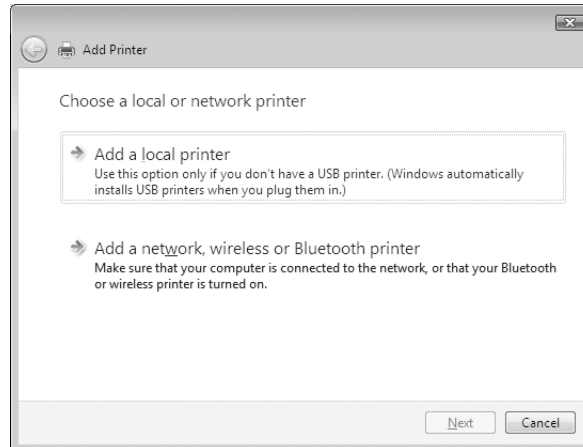 Add Printer
Choose a local or network printer
Add a local printer
Use this option only if you don't have a USB printer. (Windows automatically
installs USB printers when you plug them in.)
Add a network, wireless or Bluetooth printer
Make sure that your computer is connected to the network, or that your Bluetooth
or wireless printer is turned on.
Next Cancel